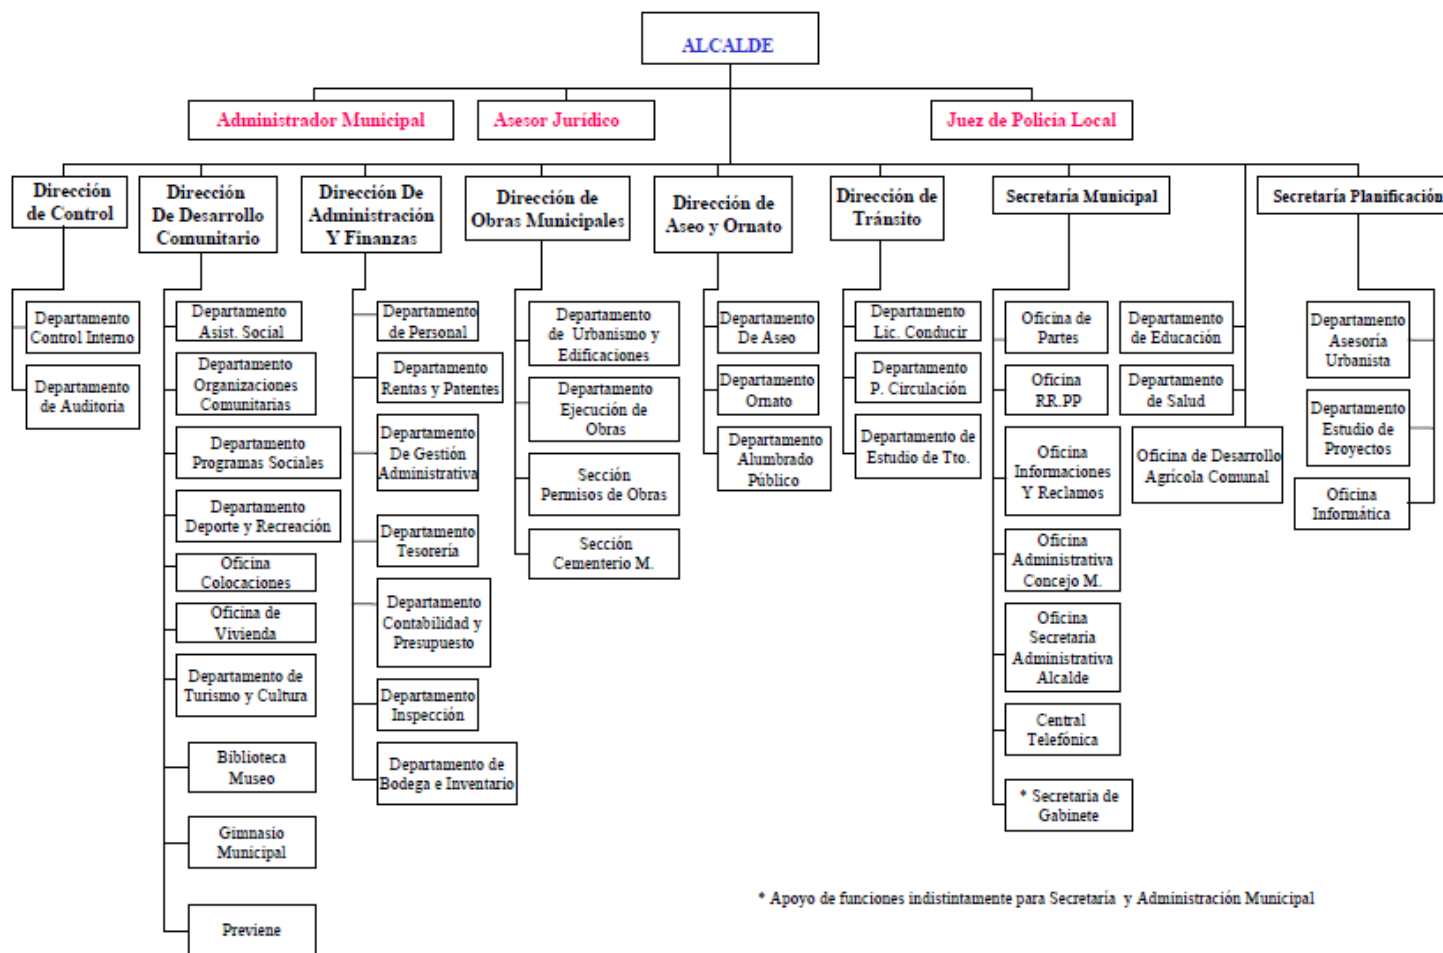 ALCALDE
Administrador Municipal
Asesor Jurídico
Juez de Policía Local
Dirección
de Control
Dirección
De Desarrollo
Comunitario
Dirección De
Administración
Y Finanzas
Dirección de
Obras Municipales
Dirección de
Aseo y Ornato
Dirección de
Tránsito
Secretaría Municipal
Secretaría Planificación
Departamento
Control Interno
Departamento
de Auditoria
Departamento
Asist. Social
Departamento
Organizaciones
Comunitarias
Departamento
Programas Sociales
Departamento
Deporte y Recreación
Oficina
Colocaciones
Oficina de
Vivienda
Departamento de
Turismo y Cultura
Biblioteca
Museo
Gimnasio
Municipal
Previene
Departamento
de Personal
Departamento
Rentas y Patentes
Departamento
De Gestión
Administrativa
Departamento
Tesorería
Departamento
Contabilidad y
Presupuesto
Departamento
Inspección
Departamento de
Bodega e Inventario
Departamento
de Urbanismo y
Edificaciones
Departamento
Ejecución de
Obras
Sección
Permisos de Obras
Sección
Cementerio M.
Departamento
De Aseo
Departamento
Ornato
Departamento
Alumbrado
Público
Departamento
Lic. Conducir
Departamento
P. Circulación
Departamento de
Estudio de Tto.
Oficina de
Partes
Oficina
RR.PP
Oficina
Informaciones
Y Reclamos
Oficina
Administrativa
Concejo M.
Oficina
Secretaria
Administrativa
Alcalde
Central
Telefónica
* Secretaria de
Gabinete
Departamento
de Educación
Departamento
de Salud
Oficina de Desarrollo
Agrícola Comunal
Departamento
Asesoría
Urbanista
Departamento
Estudio de
Proyectos
Oficina
Informática
* Apoyo de funciones indistintamente para Secretaría y Administración Municipal